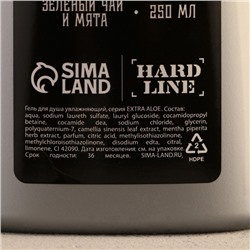 ЗЕЛЕНЫЙ ЧАЙ
И МЯТА
250 МЛ
SIMA
LAND
HARD
LINE
Гель для душа увлажняющий, серия EXTRA ALOE. Состав:
aqua, sodium laureth sulfate, lauryl glucoside, cocamidopropyl
betaine, cocamide dea, sodium chloride, glycerin,
polyquaternium-7, camellia sinensis leaf extract, mentha piperita
herb extract, parfum, citric acid, disodium edta,
methylchloroisothiazolinone, methylisothiazolinone,
limonene, CI 42090. Дата изготовления: см. на упаковке
Срок годности: 36 месяцев. SIMA-LAND.RU,
2
HDPE